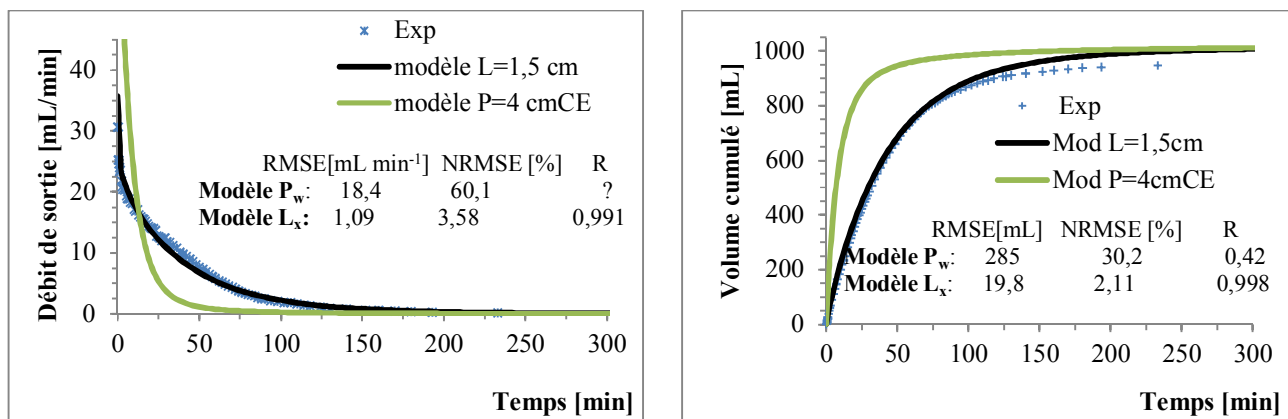 Débit de sortie [mL/min]
40
30
20
10
0
0 50 100 150 200 250 300
Temps [min]
Exp
modèle L=1,5 cm
modèle P=4 cmCE
RMSE[mL min⁻¹] NRMSE [%] R
Modèle Pw: 18,4 60,1 ?
Modèle Lx: 1,09 3,58 0,991
Volume cumulé [mL]
1000
800
600
400
200
0
0 50 100 150 200 250 300
Temps [min]
Exp
Mod L=1,5cm
Mod P=4cmCE
RMSE[mL] NRMSE [%] R
Modèle Pw: 285 30,2 0,42
Modèle Lx: 19,8 2,11 0,998